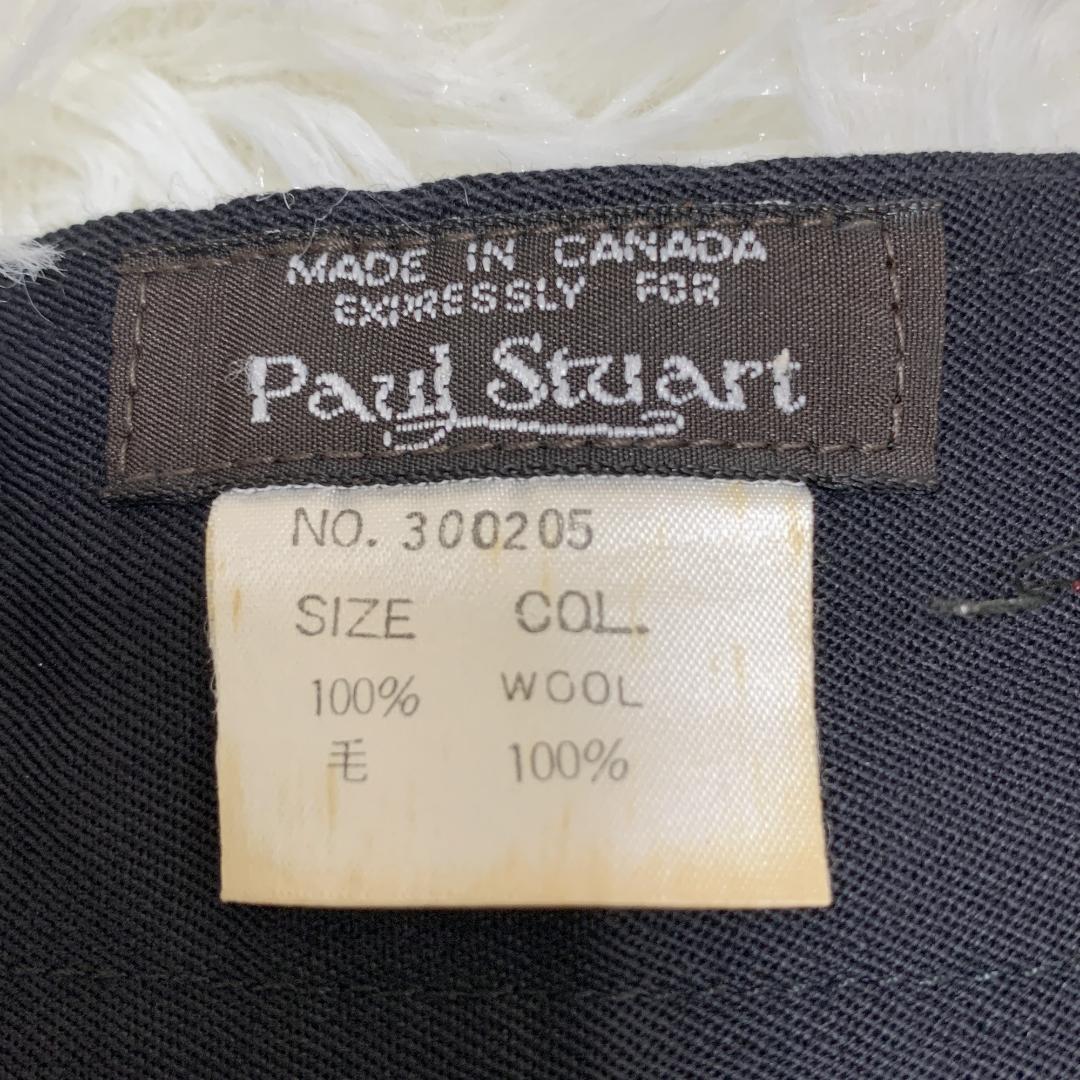 MADE IN CANADA
EXPRESSLY FOR
Paul Stuart
NO. 300205
SIZE COL.
100% WOOL
毛 100%